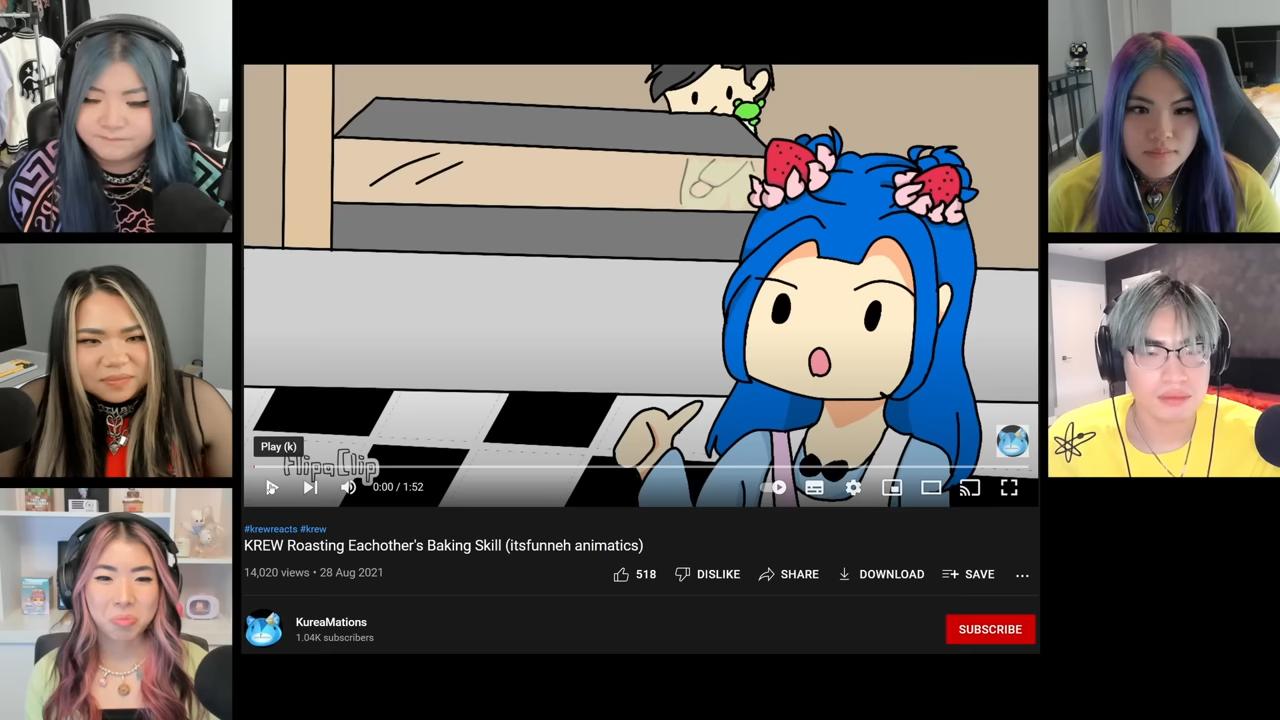 Play (k)
FlipaClip
0:00 / 1:52
#krewreacts #krew
KREW Roasting Eachother's Baking Skill (itsfunneh animatics)
14,020 views • 28 Aug 2021
518 DISLIKE SHARE DOWNLOAD SAVE ...
KureaMations
1.04K subscribers
SUBSCRIBE